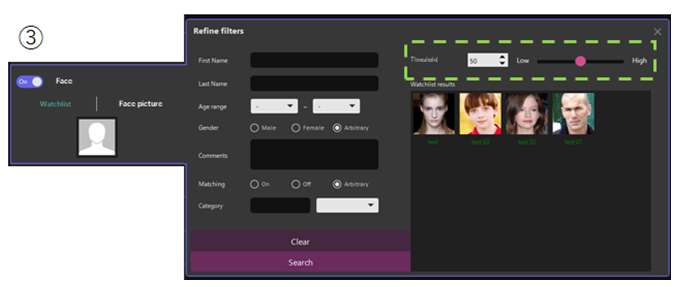 ③
On
Face
Watchlist
Face picture
Refine filters
First Name
Last Name
Age range - ~ -
Gender Male Female Arbitrary
Comments
Matching On Off Arbitrary
Category
Clear
Search
Threshold 50 Low High
Watchlist results
test test 03 test 02 test 01